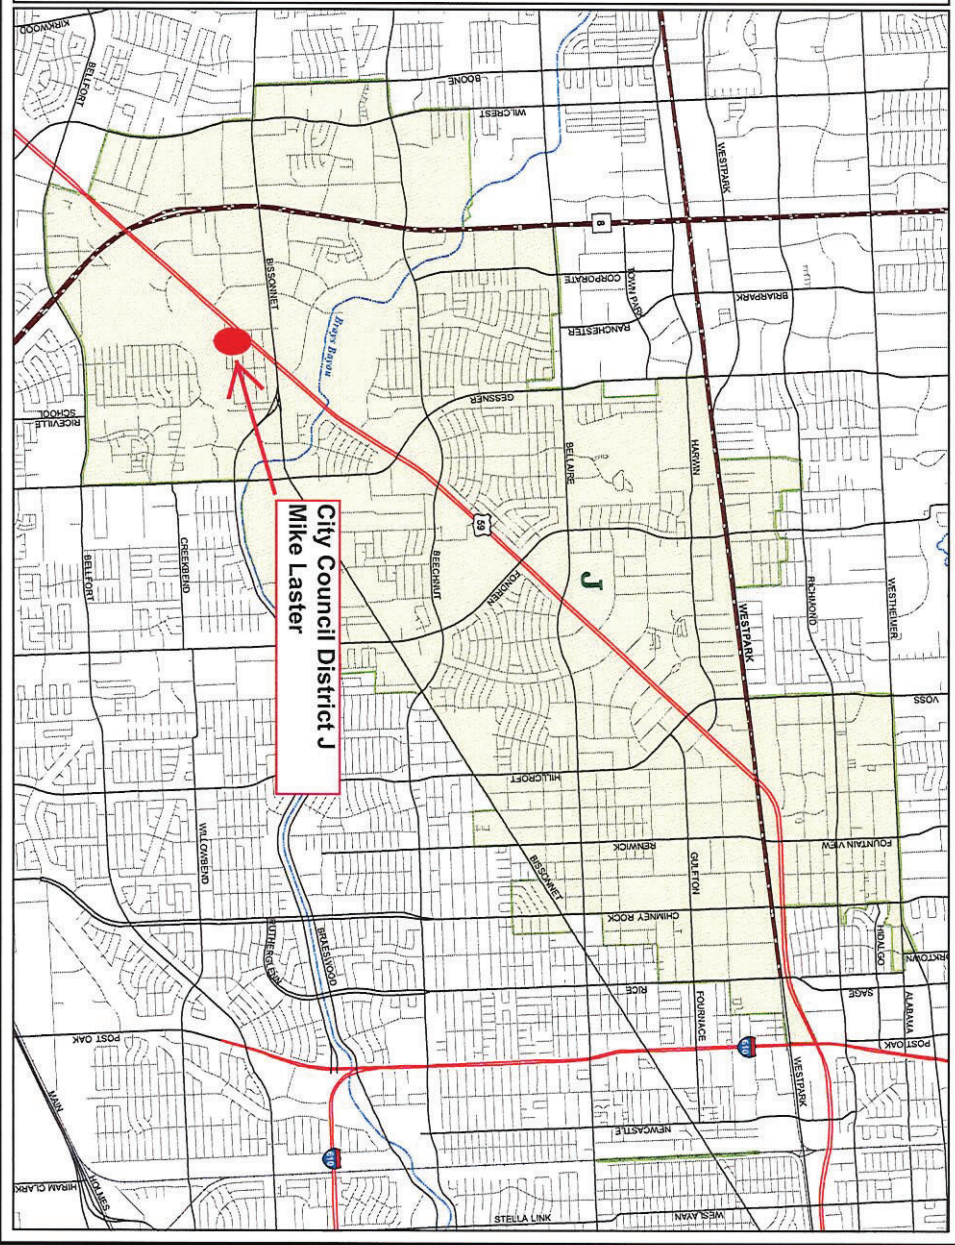 KIRKWOOD
BELLFORT
BOONE
WILCREST
WESTPARK
8
BISSONNET
CORPORATE
TOWN PARK
BRIARPARK
RANCHESTER
Brays Bayou
RICEVILLE
SCHOOL
GESSNER
BELLAIRE
HARWIN
City Council District J
Mike Laster
59
BELLFORT
CREEKBEND
BEECHNUT
FONDREN
J
WESTPARK
RICHMOND
WESTHEIMER
VOSS
HILLCROFT
WILLOWBEND
BISSONNET
RENWICK
GULFTON
FOUNTAIN VIEW
CHIMNEY ROCK
RUTHERGLENN
BRAESWOOD
HIDALGO
RKTOWN
RICE
FOURNACE
SAGE
ALABAMA
POST OAK
POST OAK
610
WESTPARK
MAIN
NEWCASTLE
610
HIRAM CLARK
HOLMES
STELLA LINK
WESLAYAN